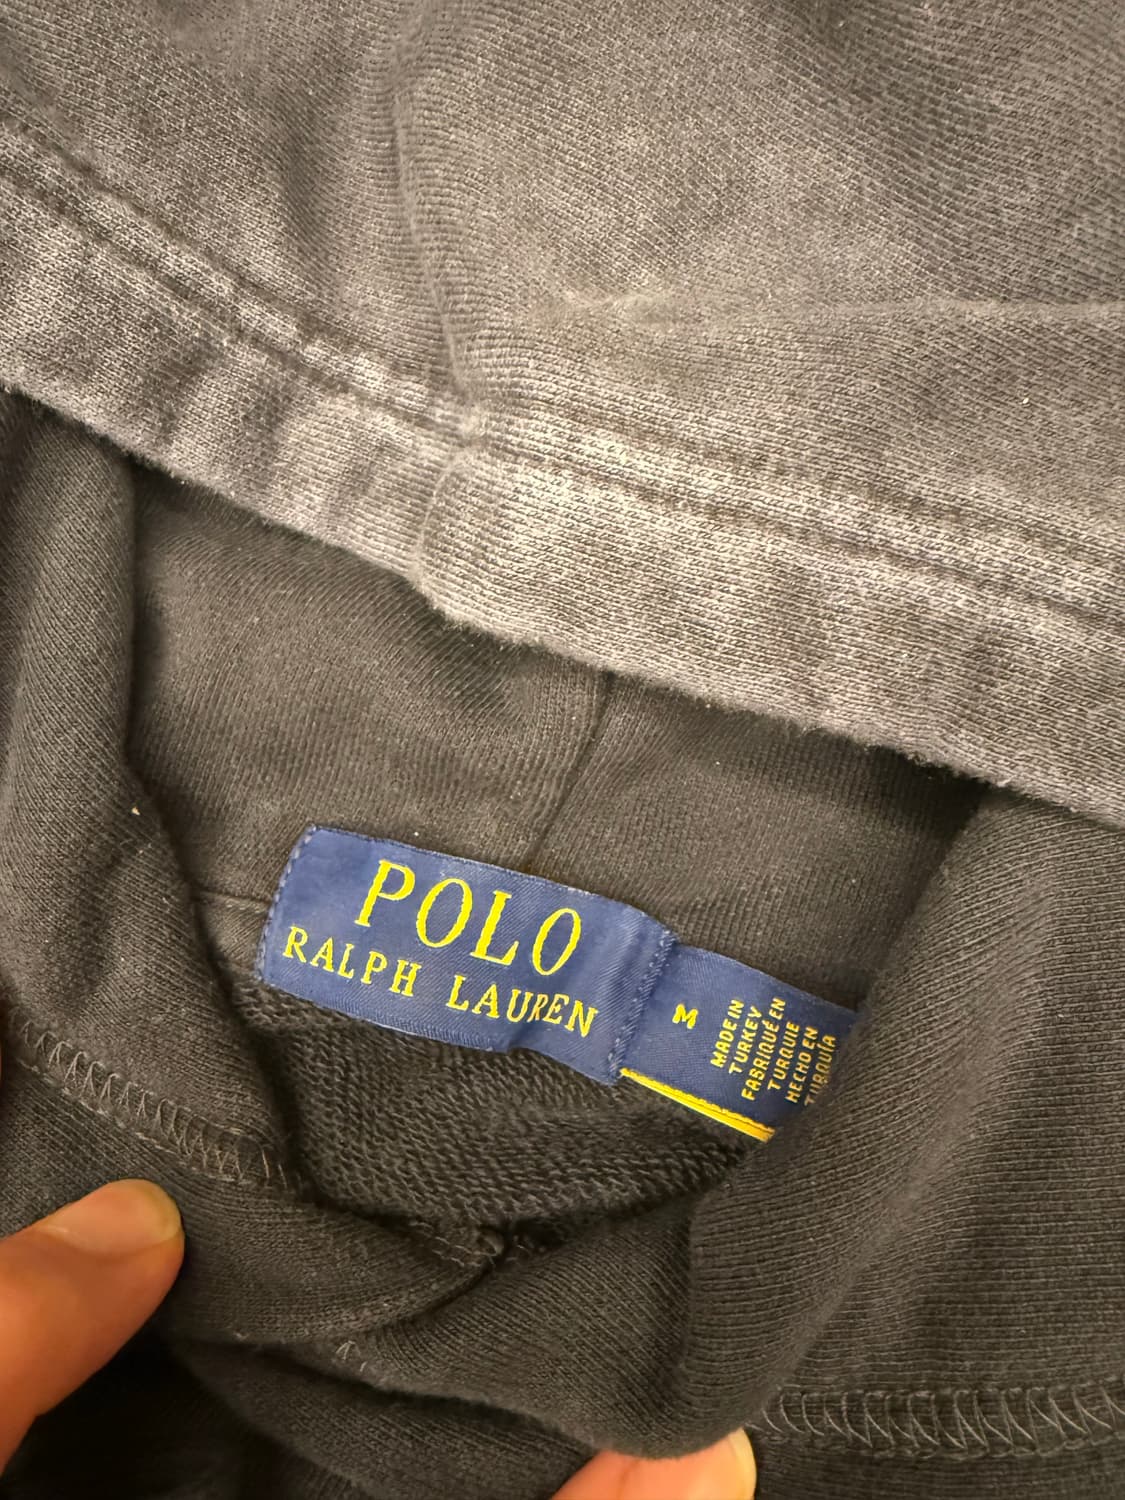 POLO
RALPH LAUREN
M
MADE IN
TURKEY
FABRIQUÉ EN
TURQUIE
HECHO EN
TURQUÍA